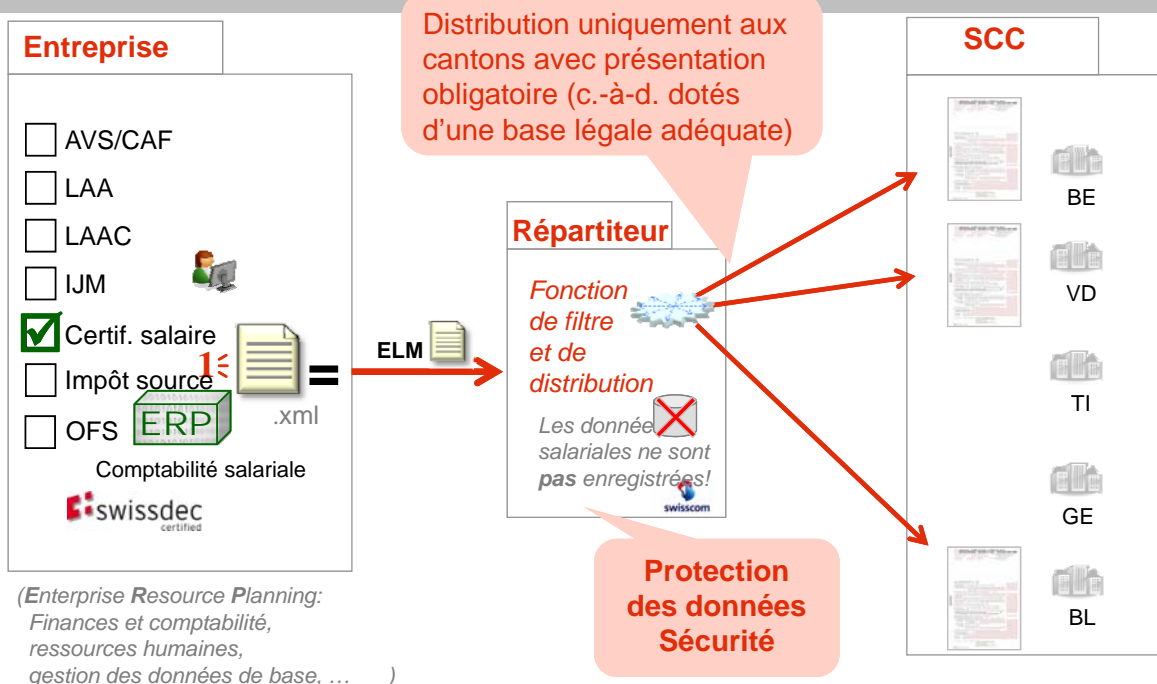 Entreprise
AVS/CAF
LAA
LAAC
IJM
Certif. salaire
Impôt source
OFS
1
ERP
.xml
=
Comptabilité salariale
swissdec
certified
(Enterprise Resource Planning:
Finances et comptabilité,
ressources humaines,
gestion des données de base, … )
ELM
Distribution uniquement aux
cantons avec présentation
obligatoire (c.-à-d. dotés
d’une base légale adéquate)
Répartiteur
Fonction
de filtre
et de
distribution
Les donnée
salariales ne sont
pas enregistrées!
swisscom
Protection
des données
Sécurité
SCC
BE
VD
TI
GE
BL